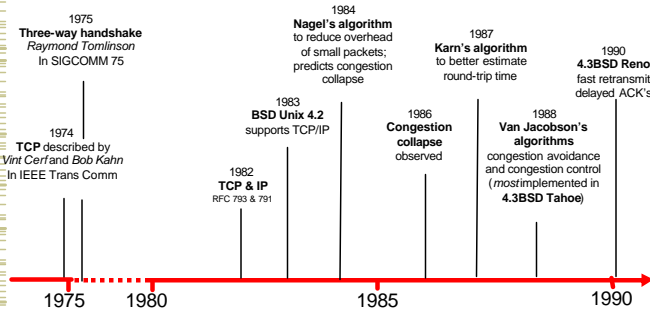 1975
Three-way handshake
Raymond Tomlinson
In SIGCOMM 75
1974
TCP described by
Vint Cerf and Bob Kahn
In IEEE Trans Comm
1982
TCP & IP
RFC 793 & 791
1983
BSD Unix 4.2
supports TCP/IP
1984
Nagel's algorithm
to reduce overhead
of small packets;
predicts congestion
collapse
1986
Congestion
collapse
observed
1987
Karn's algorithm
to better estimate
round-trip time
1988
Van Jacobson's
algorithms
congestion avoidance
and congestion control
(most implemented in
4.3BSD Tahoe)
1990
4.3BSD Reno
fast retransmit
delayed ACK's
1975
1980
1985
1990